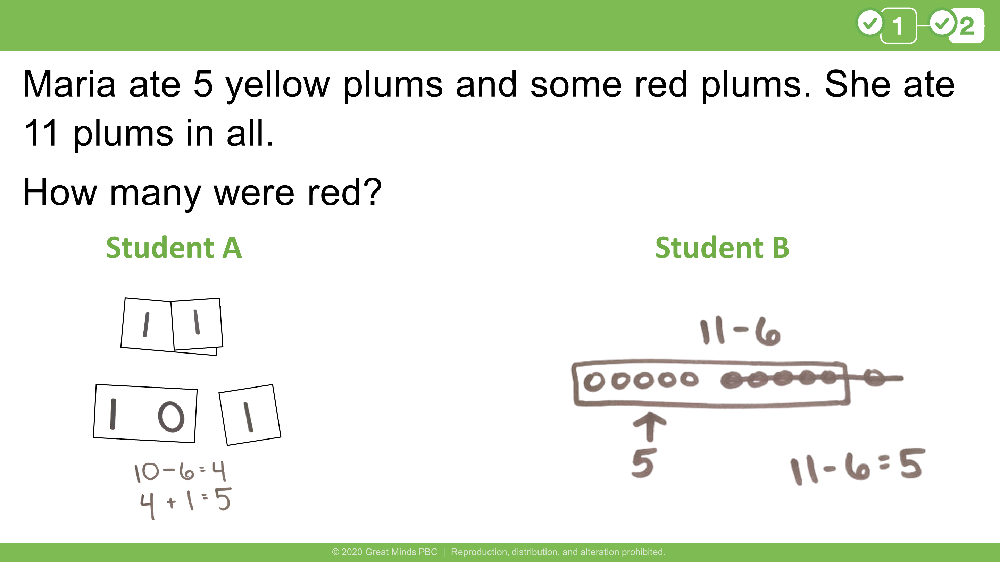 1 2
Maria ate 5 yellow plums and some red plums. She ate
11 plums in all.
How many were red?
Student A
Student B
1 1
10 1
10-6=4
4+1=5
11-6
5
11-6=5
© 2020 Great Minds PBC | Reproduction, distribution, and alteration prohibited.